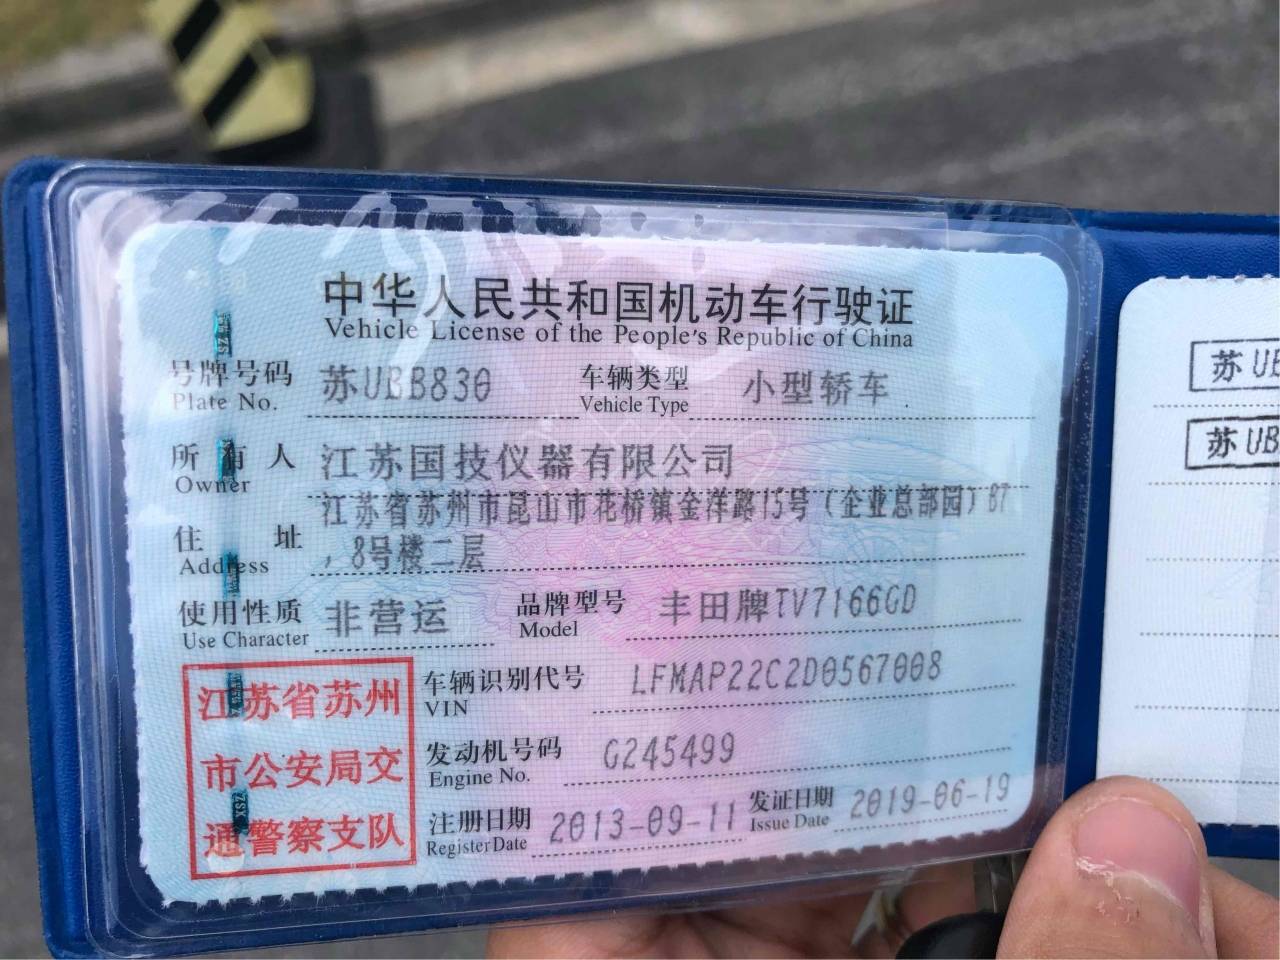 中华人民共和国机动车行驶证
Vehicle License of the People's Republic of China
号牌号码 苏UBB830 车辆类型 小型轿车
Plate No. Vehicle Type
所有人 江苏国技仪器有限公司
Owner
住址 江苏省苏州市昆山市花桥镇金洋路15号（企业总部园）B7
Address ，8号楼二层
使用性质 非营运 品牌型号 丰田牌TV7166GD
Use Character Model
车辆识别代号 LFMAP22C2D0567008
VIN
发动机号码 G245499
Engine No.
注册日期 2013-09-11 发证日期 2019-06-19
Register Date Issue Date
江苏省苏州
市公安局交
通警察支队
苏UB
苏UB